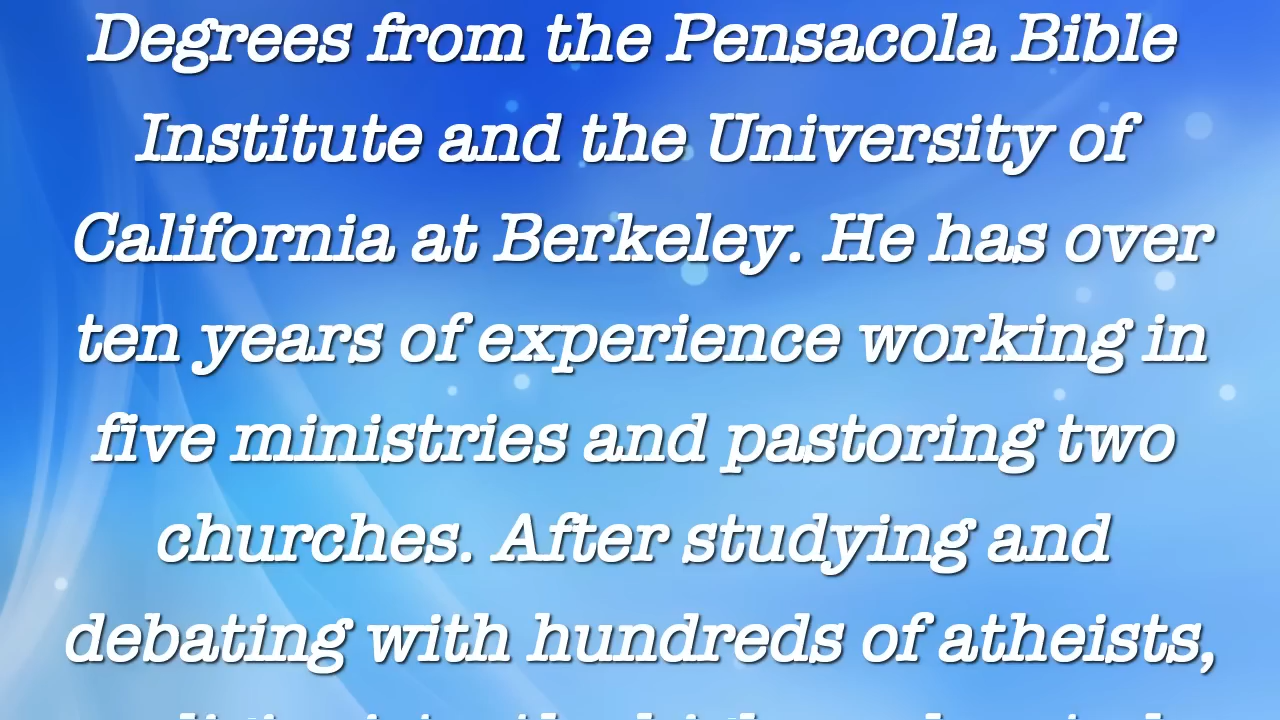 Degrees from the Pensacola Bible
Institute and the University of
California at Berkeley. He has over
ten years of experience working in
five ministries and pastoring two
churches. After studying and
debating with hundreds of atheists,